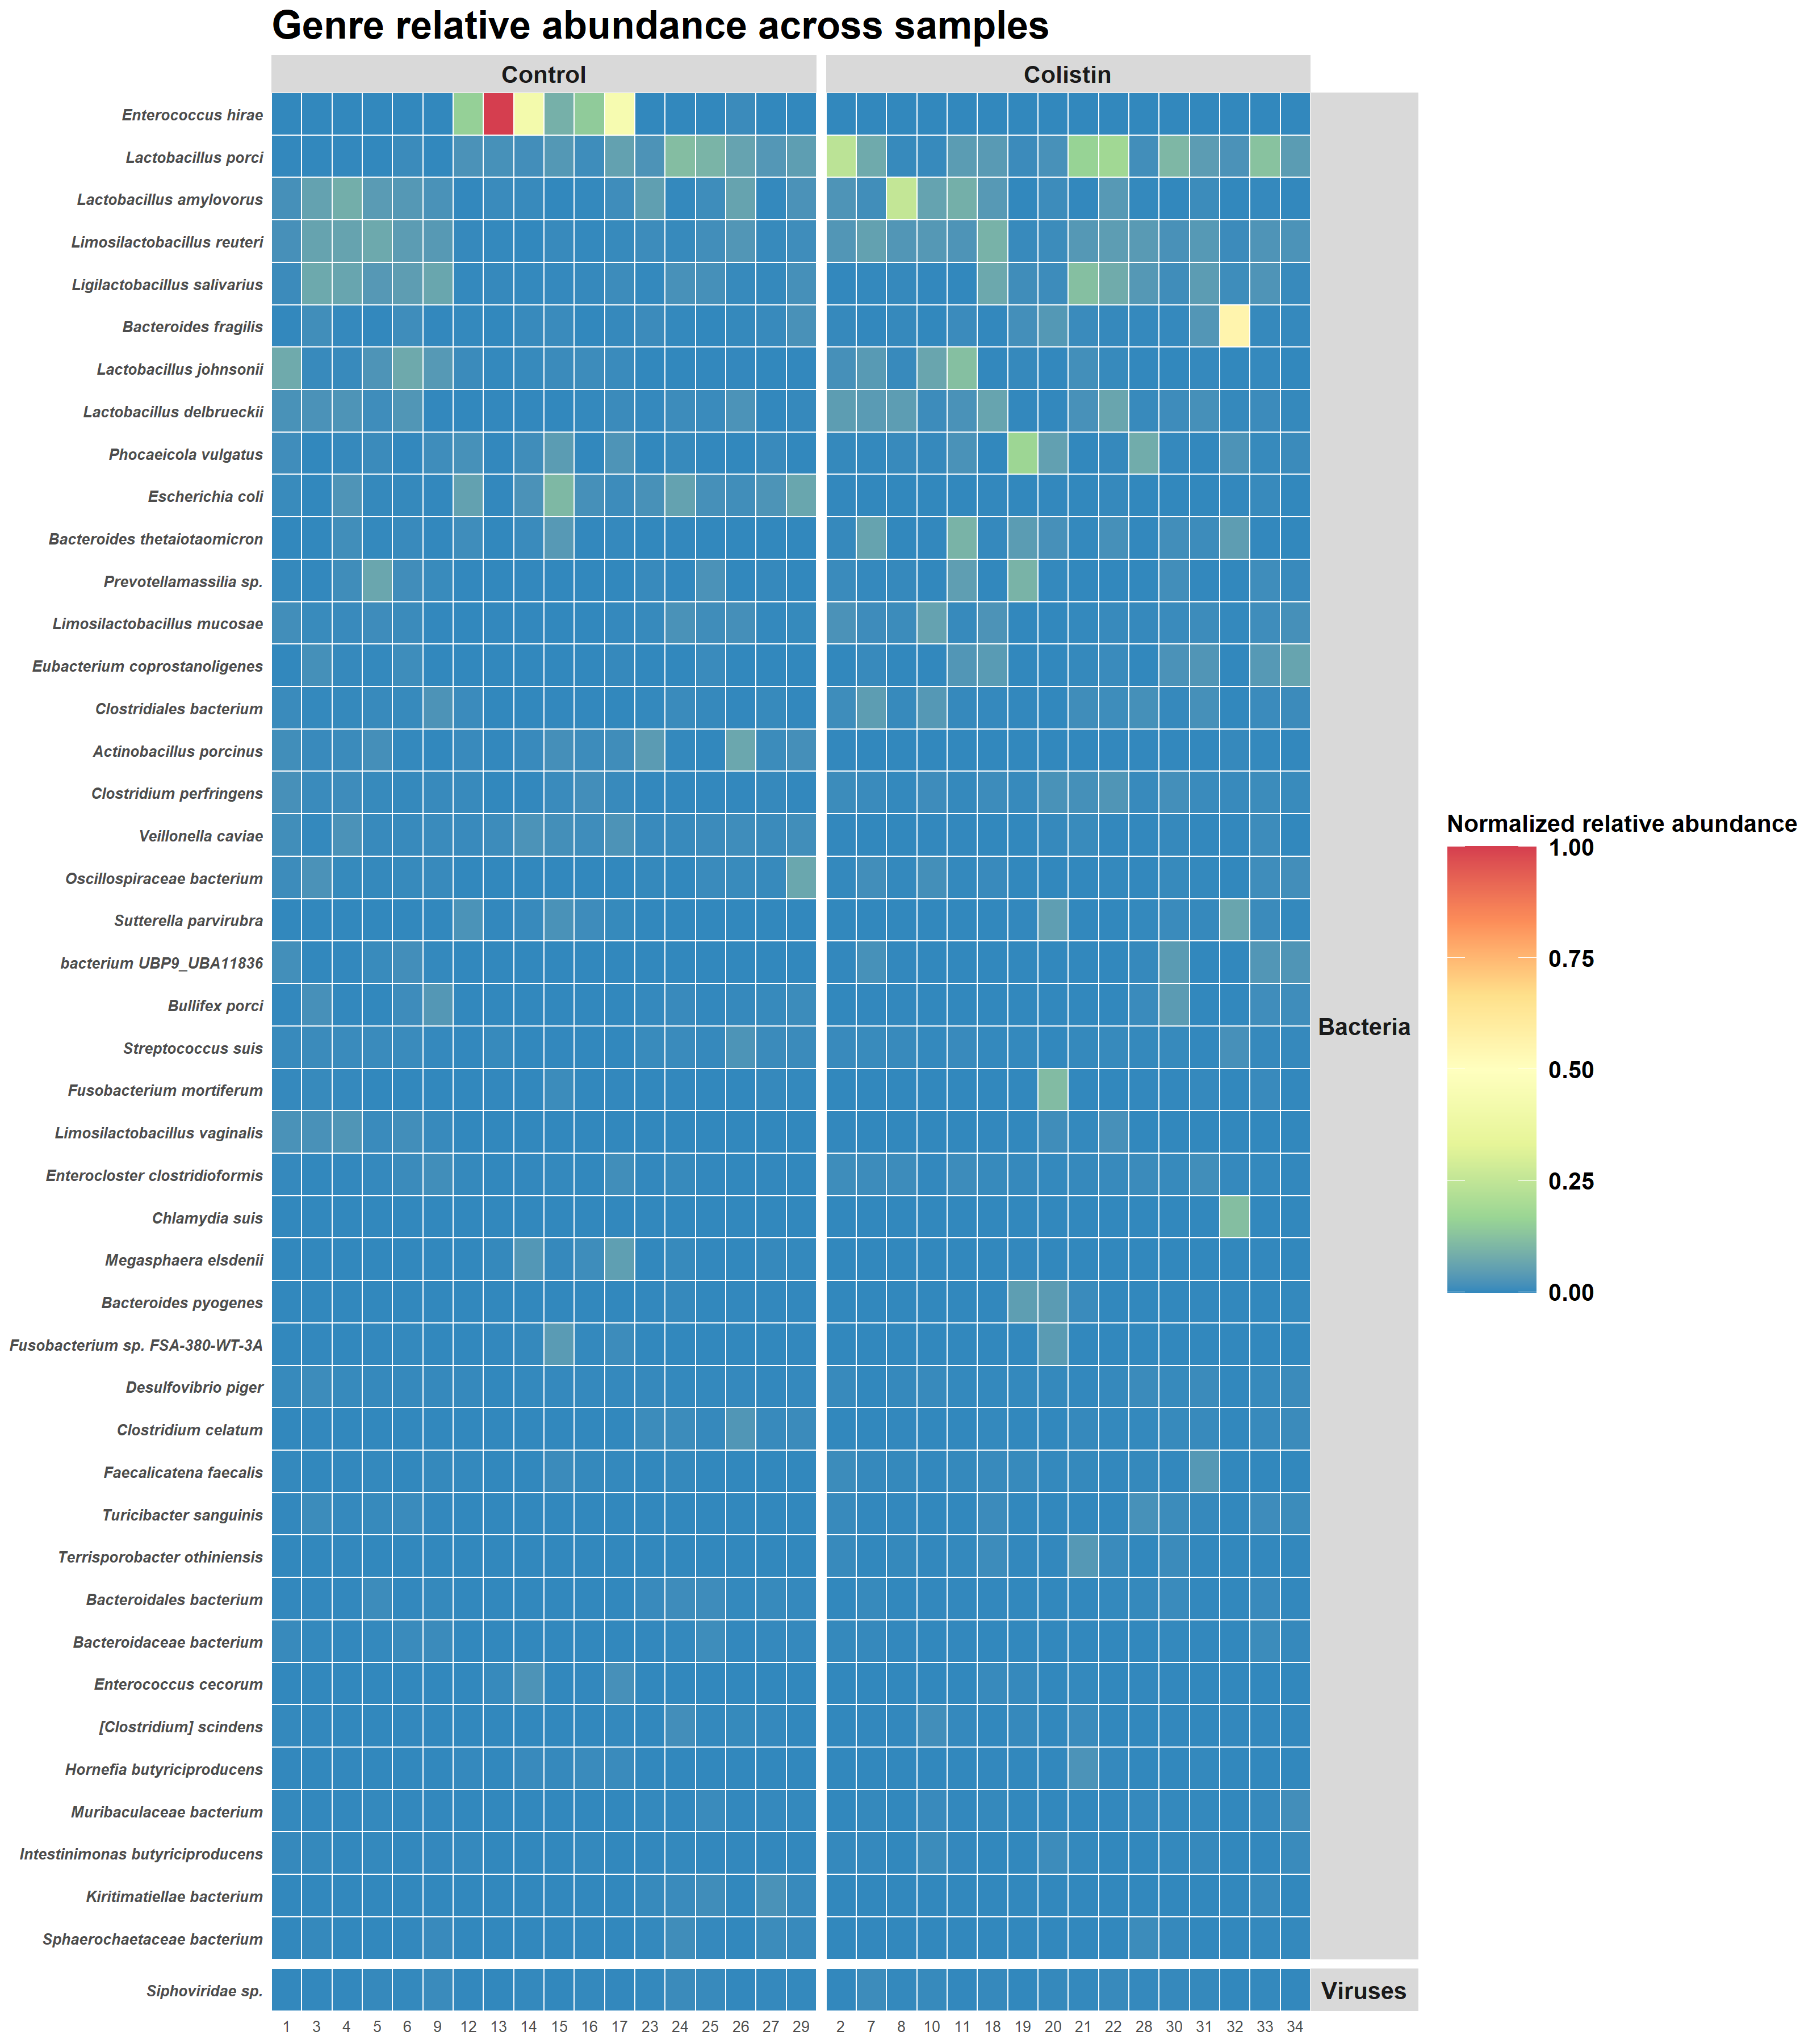 Genre relative abundance across samples
Control
Colistin
Enterococcus hirae
Lactobacillus porci
Lactobacillus amylovorus
Limosilactobacillus reuteri
Ligilactobacillus salivarius
Bacteroides fragilis
Lactobacillus johnsonii
Lactobacillus delbrueckii
Phocaeicola vulgatus
Escherichia coli
Bacteroides thetaiotaomicron
Prevotellamassilia sp.
Limosilactobacillus mucosae
Eubacterium coprostanoligenes
Clostridiales bacterium
Actinobacillus porcinus
Clostridium perfringens
Veillonella caviae
Oscillospiraceae bacterium
Sutterella parvirubra
bacterium UBP9_UBA11836
Bullifex porci
Streptococcus suis
Fusobacterium mortiferum
Limosilactobacillus vaginalis
Enterocloster clostridioformis
Chlamydia suis
Megasphaera elsdenii
Bacteroides pyogenes
Fusobacterium sp. FSA-380-WT-3A
Desulfovibrio piger
Clostridium celatum
Faecalicatena faecalis
Turicibacter sanguinis
Terrisporobacter othiniensis
Bacteroidales bacterium
Bacteroidaceae bacterium
Enterococcus cecorum
[Clostridium] scindens
Hornefia butyriciproducens
Muribaculaceae bacterium
Intestinimonas butyriciproducens
Kiritimatiellae bacterium
Sphaerochaetaceae bacterium
Siphoviridae sp.
1 3 4 5 6 9 12 13 14 15 16 17 23 24 25 26 27 29
2 7 8 10 11 18 19 20 21 22 28 30 31 32 33 34
Bacteria
Viruses
Normalized relative abundance
1.00
0.75
0.50
0.25
0.00